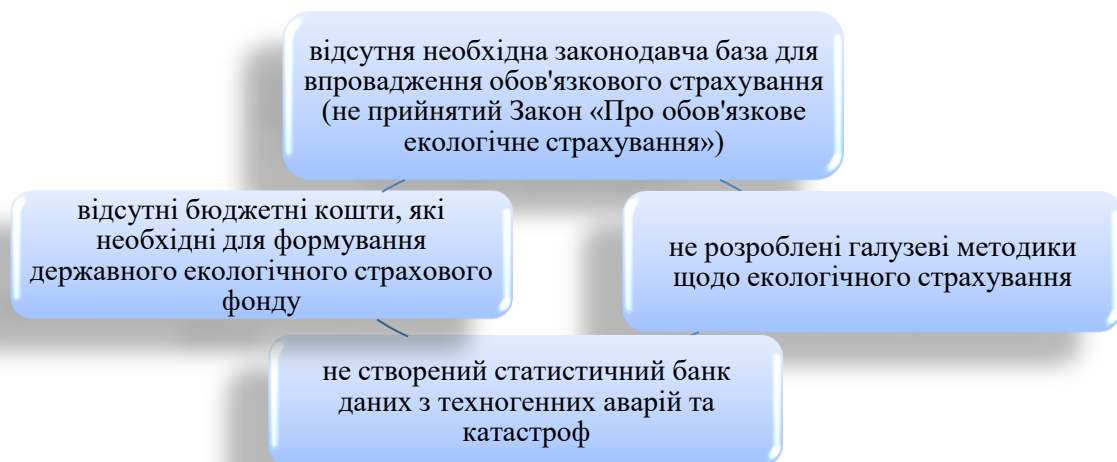 відсутня необхідна законодавча база для
впровадження обов'язкового страхування
(не прийнятий Закон «Про обов'язкове
екологічне страхування»)
відсутні бюджетні кошти, які
необхідні для формування
державного екологічного страхового
фонду
не розроблені галузеві методики
щодо екологічного страхування
не створений статистичний банк
даних з техногенних аварій та
катастроф